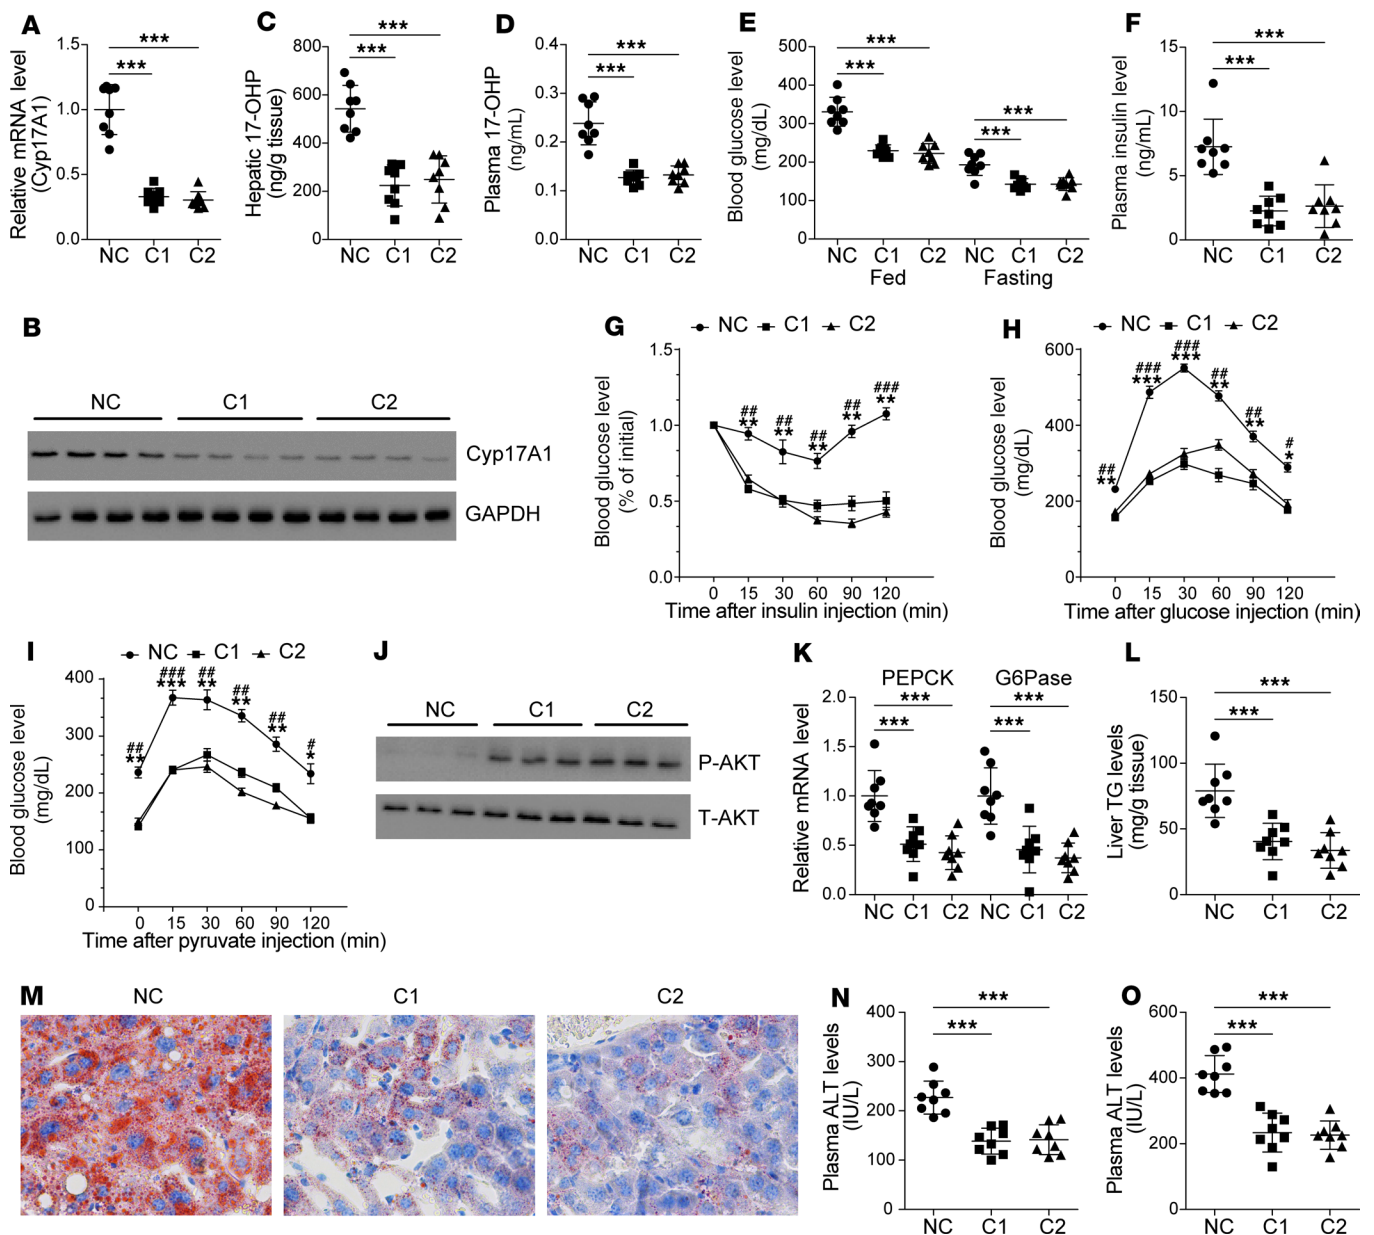 A
Relative mRNA level
(Cyp17A1)
1.5
1.0
0.5
0.0
***
***
NC C1 C2
C
Hepatic 17-OHP
(ng/g tissue)
800
600
400
200
0
***
***
NC C1 C2
D
Plasma 17-OHP
(ng/mL)
0.4
0.3
0.2
0.1
0.0
***
***
NC C1 C2
E
Blood glucose level
(mg/dL)
500
400
300
200
100
0
***
***
***
***
NC C1 C2 NC C1 C2
Fed Fasting
F
Plasma insulin level
(ng/mL)
15
10
5
0
***
***
NC C1 C2
B
NC C1 C2
Cyp17A1
GAPDH
G
NC C1 C2
Blood glucose level
(% of initial)
1.5
1.0
0.5
0.0
## ## ## ## ###
** ** ** ** **
0 15 30 60 90 120
Time after insulin injection (min)
H
NC C1 C2
Blood glucose level
(mg/dL)
600
400
200
0
## ### ### ## ## #
** *** *** ** ** *
0 15 30 60 90 120
Time after glucose injection (min)
I
NC C1 C2
Blood glucose level
(mg/dL)
400
300
200
100
0
## ### ## ## ## #
** *** ** ** ** *
0 15 30 60 90 120
Time after pyruvate injection (min)
J
NC C1 C2
P-AKT
T-AKT
K
PEPCK G6Pase
Relative mRNA level
2.0
1.5
1.0
0.5
0.0
*** ***
*** ***
NC C1 C2 NC C1 C2
L
Liver TG levels
(mg/g tissue)
150
100
50
0
***
***
NC C1 C2
M
NC C1 C2
N
Plasma ALT levels
(IU/L)
400
300
200
100
0
***
***
NC C1 C2
O
Plasma ALT levels
(IU/L)
600
400
200
0
***
***
NC C1 C2